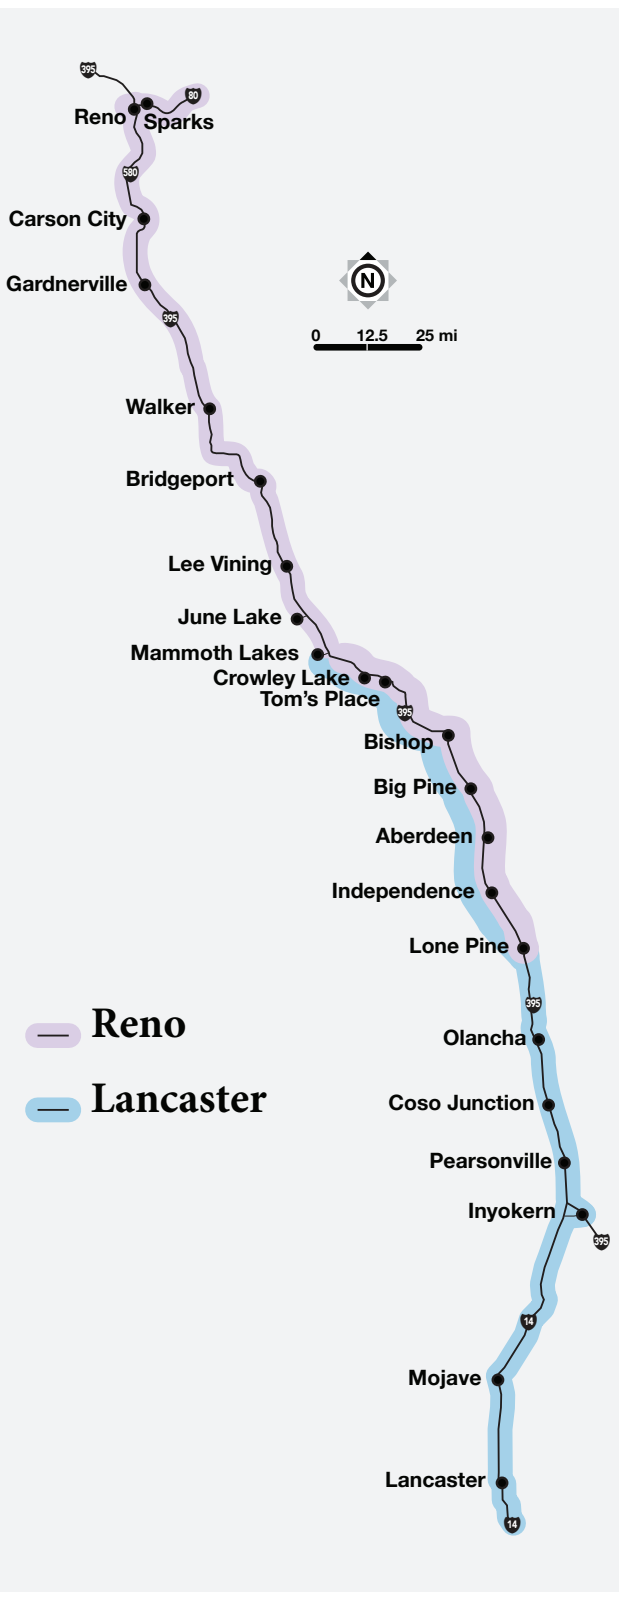 395
80
Reno
Sparks
580
Carson City
N
Gardnerville
395
0 12.5 25 mi
Walker
Bridgeport
Lee Vining
June Lake
Mammoth Lakes
Crowley Lake
Tom's Place
395
Bishop
Big Pine
Aberdeen
Independence
Lone Pine
395
Reno
Olancha
Lancaster
Coso Junction
Pearsonville
Inyokern
395
14
Mojave
Lancaster
14